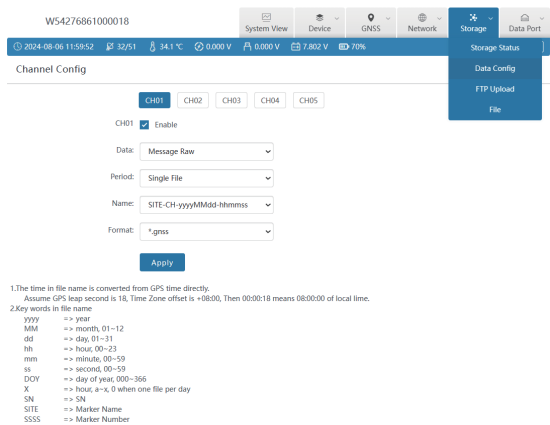 W54276861000018
System View
Device
GNSS
Network
Storage
Data Port
2024-08-06 11:59:52 32/51 34.1 °C 0.000 V 0.000 V 7.802 V 70%
Storage Status
Data Config
FTP Upload
File
Channel Config
CH01 CH02 CH03 CH04 CH05
CH01 Enable
Data: Message Raw
Period: Single File
Name: SITE-CH-yyyyMMdd-hhmmss
Format: *.gnss
Apply
1.The time in file name is converted from GPS time directly.
Assume GPS leap second is 18, Time Zone offset is +08:00, Then 00:00:18 means 08:00:00 of local lime.
2.Key words in file name
yyyy => year
MM => month, 01~12
dd => day, 01~31
hh => hour, 00~23
mm => minute, 00~59
ss => second, 00~59
DOY => day of year, 000~366
X => hour, a~x, 0 when one file per day
SN => SN
SITE => Marker Name
SSSS => Marker Number